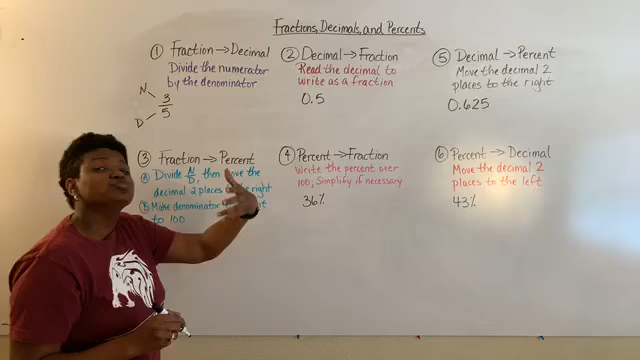 Fractions, Decimals, and Percents
① Fraction → Decimal
Divide the numerator
by the denominator
N
3
5
D
② Decimal → Fraction
Read the decimal to
write as a fraction
0.5
⑤ Decimal → Percent
Move the decimal 2
places to the right
0.625
③ Fraction → Percent
Ⓐ Divide N/D, then move the
decimal 2 places to the right
Ⓑ Make denominator
to 100
④ Percent → Fraction
Write the percent over
100; Simplify if necessary
36%
⑥ Percent → Decimal
Move the decimal 2
places to the left
43%